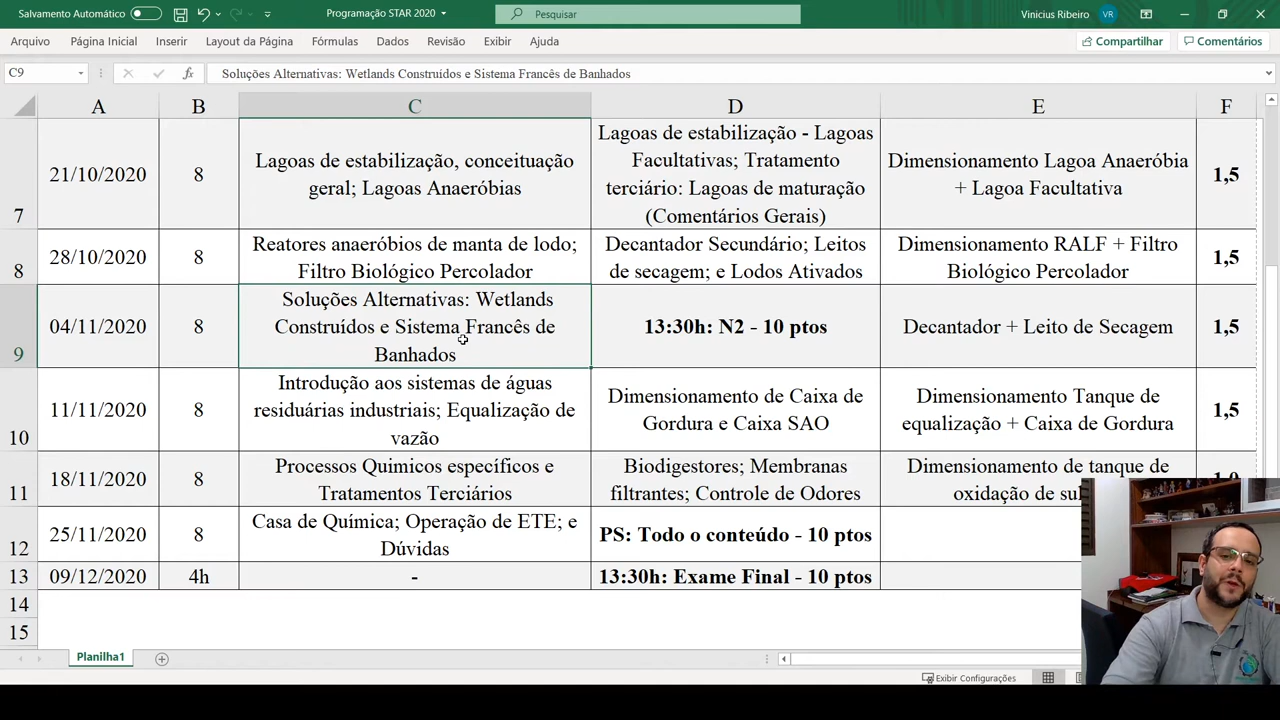 Salvamento Automático
Programação STAR 2020
Pesquisar
Vinicius Ribeiro VR
Arquivo Página Inicial Inserir Layout da Página Fórmulas Dados Revisão Exibir Ajuda Compartilhar Comentários
C9 fx Soluções Alternativas: Wetlands Construídos e Sistema Francês de Banhados
A B C D E F
7
21/10/2020
8
Lagoas de estabilização, conceituação
geral; Lagoas Anaeróbias
Lagoas de estabilização - Lagoas
Facultativas; Tratamento
terciário: Lagoas de maturação
(Comentários Gerais)
Dimensionamento Lagoa Anaeróbia
+ Lagoa Facultativa
1,5
8
28/10/2020
8
Reatores anaeróbios de manta de lodo;
Filtro Biológico Percolador
Decantador Secundário; Leitos
de secagem; e Lodos Ativados
Dimensionamento RALF + Filtro
Biológico Percolador
1,5
9
04/11/2020
8
Soluções Alternativas: Wetlands
Construídos e Sistema Francês de
Banhados
13:30h: N2 - 10 ptos
Decantador + Leito de Secagem
1,5
10
11/11/2020
8
Introdução aos sistemas de águas
residuárias industriais; Equalização de
vazão
Dimensionamento de Caixa de
Gordura e Caixa SAO
Dimensionamento Tanque de
equalização + Caixa de Gordura
1,5
11
18/11/2020
8
Processos Quimicos específicos e
Tratamentos Terciários
Biodigestores; Membranas
filtrantes; Controle de Odores
Dimensionamento de tanque de
oxidação de
12
25/11/2020
8
Casa de Química; Operação de ETE; e
Dúvidas
PS: Todo o conteúdo - 10 ptos
13
09/12/2020
4h
-
13:30h: Exame Final - 10 ptos
14
15
Planilha1
Exibir Configurações